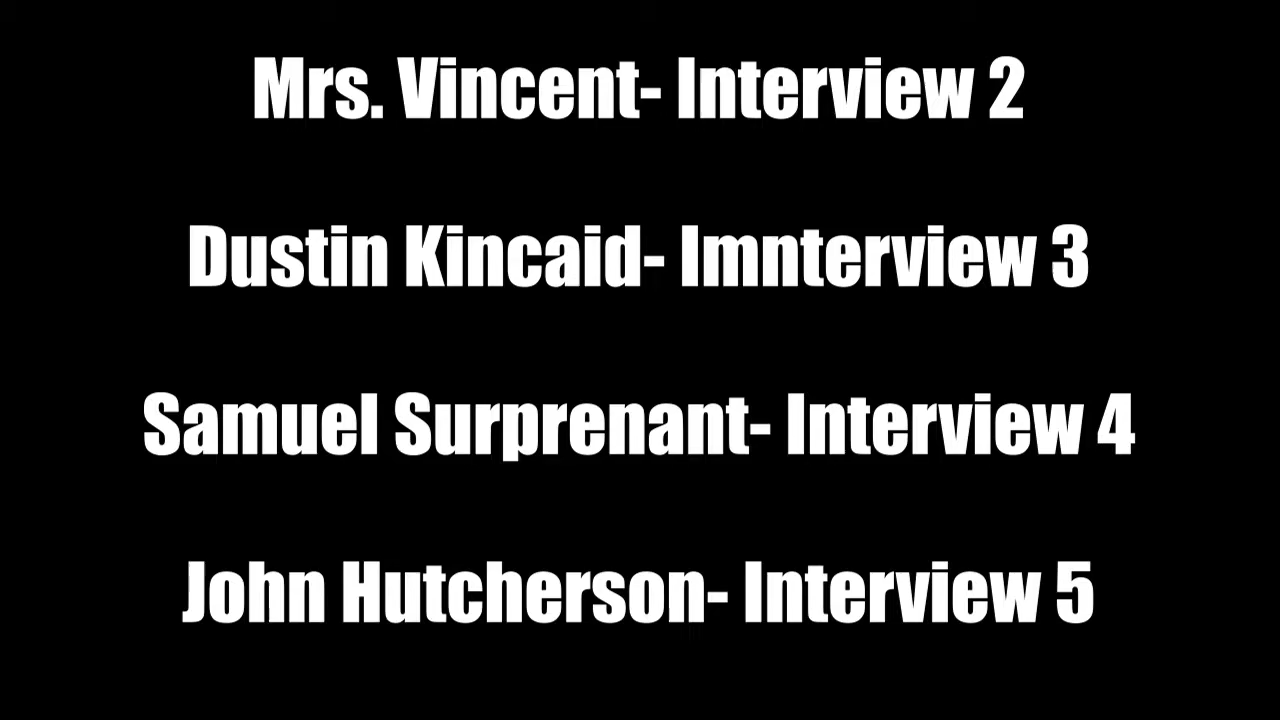 Mrs. Vincent- Interview 2
Dustin Kincaid- Imnterview 3
Samuel Surprenant- Interview 4
John Hutcherson- Interview 5